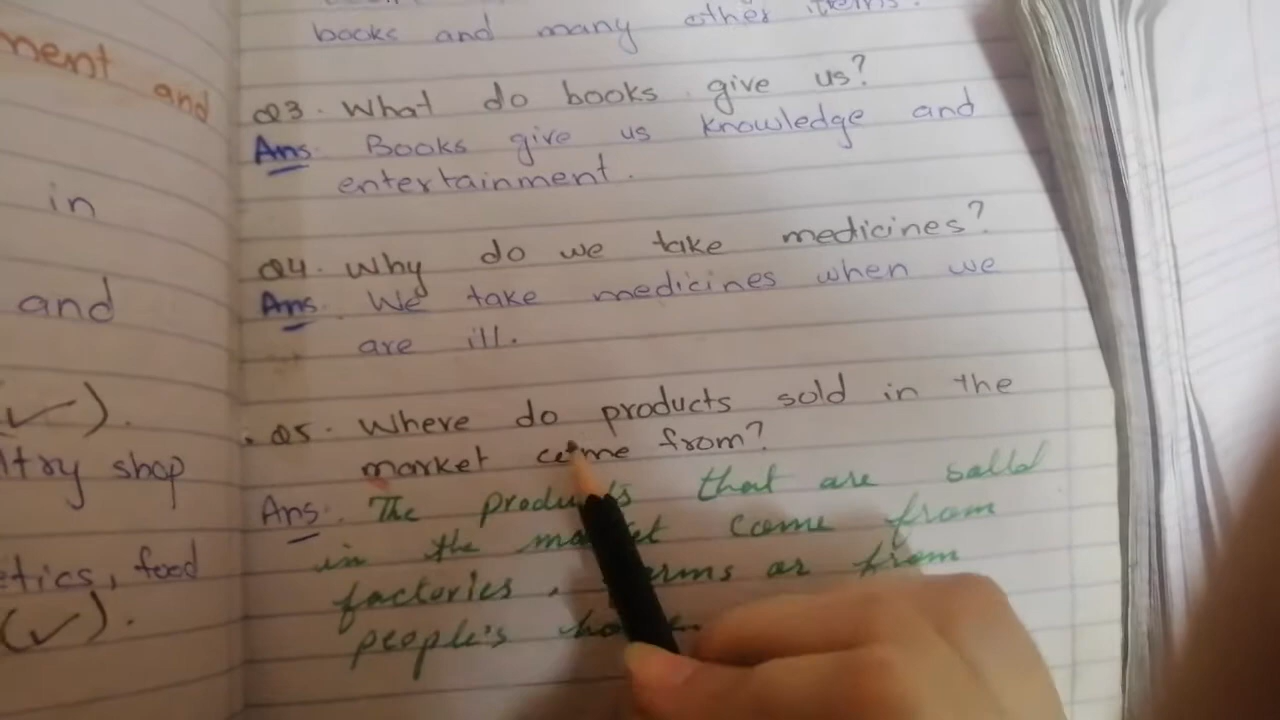 ment and
in
and
(✓).
try shop
etics, food
(✓).
books and many other items.
Q3. What do books give us?
Ans. Books give us knowledge and
entertainment.
Q4. Why do we take medicines?
Ans. We take medicines when we
are ill.
Q5. Where do products sold in the
market come from?
Ans. The products that are salld
in the market come from
factories, or from
people's